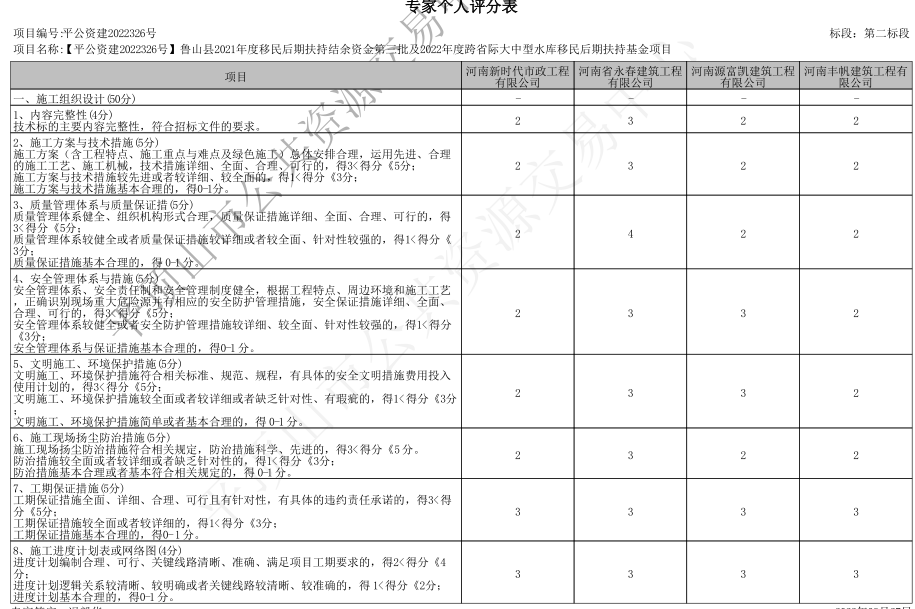 专家个人评分表
项目编号:平公资建2022326号
标段：第二标段
项目名称:【平公资建2022326号】鲁山县2021年度移民后期扶持结余资金第三批及2022年度跨省际大中型水库移民后期扶持基金项目
项目 河南新时代市政工程有限公司 河南省永春建筑工程有限公司 河南源富凯建筑工程有限公司 河南丰帆建筑工程有限公司
一、施工组织设计(50分) - - - -
1、内容完整性(4分)
技术标的主要内容完整性，符合招标文件的要求。
2 3 2 2
2、施工方案与技术措施(5分)
施工方案（含工程特点、施工重点与难点及绿色施工）总体安排合理，运用先进、合理
的施工工艺、施工机械，技术措施详细、全面、合理、可行的，得3<得分《5分；
施工方案与技术措施较先进或者较详细、较全面的，得1<得分《3分；
施工方案与技术措施基本合理的，得0-1分。
2 3 2 2
3、质量管理体系与质量保证措(5分)
质量管理体系健全、组织机构形式合理，质量保证措施详细、全面、合理、可行的，得
3<得分《5分；
质量管理体系较健全或者质量保证措施较详细或者较全面、针对性较强的，得1<得分《
3分；
质量保证措施基本合理的，得 0-1分。
2 4 2 2
4、安全管理体系与措施(5分)
安全管理体系、安全责任制和安全管理制度健全，根据工程特点、周边环境和施工工艺
，正确识别现场重大危险源并有相应的安全防护管理措施，安全保证措施详细、全面、
合理、可行的，得3<得分《5分；
安全管理体系较健全或者安全防护管理措施较详细、较全面、针对性较强的，得1<得分
《3分；
安全管理体系与保证措施基本合理的，得0-1 分。
2 3 3 2
5、文明施工、环境保护措施(5分)
文明施工、环境保护措施符合相关标准、规范、规程，有具体的安全文明措施费用投入
使用计划的，得3<得分《5分；
文明施工、环境保护措施较全面或者较详细或者缺乏针对性、有瑕疵的，得1<得分《3分
；
文明施工、环境保护措施简单或者基本合理的，得 0-1 分。
2 3 3 2
6、施工现场扬尘防治措施(5分)
施工现场扬尘防治措施符合相关规定，防治措施科学、先进的，得3<得分《5 分。
防治措施较全面或者较详细或者缺乏针对性的，得1<得分《3分；
防治措施基本合理或者基本符合相关规定的，得 0-1 分。
2 3 2 2
7、工期保证措施(5分)
工期保证措施全面、详细、合理、可行且有针对性，有具体的违约责任承诺的，得3<得
分《5分；
工期保证措施较全面或者较详细的，得1<得分《3分；
工期保证措施基本合理的，得0-1 分。
3 3 3 3
8、施工进度计划表或网络图(4分)
进度计划编制合理、可行、关键线路清晰、准确、满足项目工期要求的，得2<得分《4
分；
进度计划逻辑关系较清晰、较明确或者关键线路较清晰、较准确的，得 1<得分《2分；
进度计划基本合理的，得0-1 分。
3 3 3 3
平顶山市公共资源交易中心
平顶山市公共资源交易中心